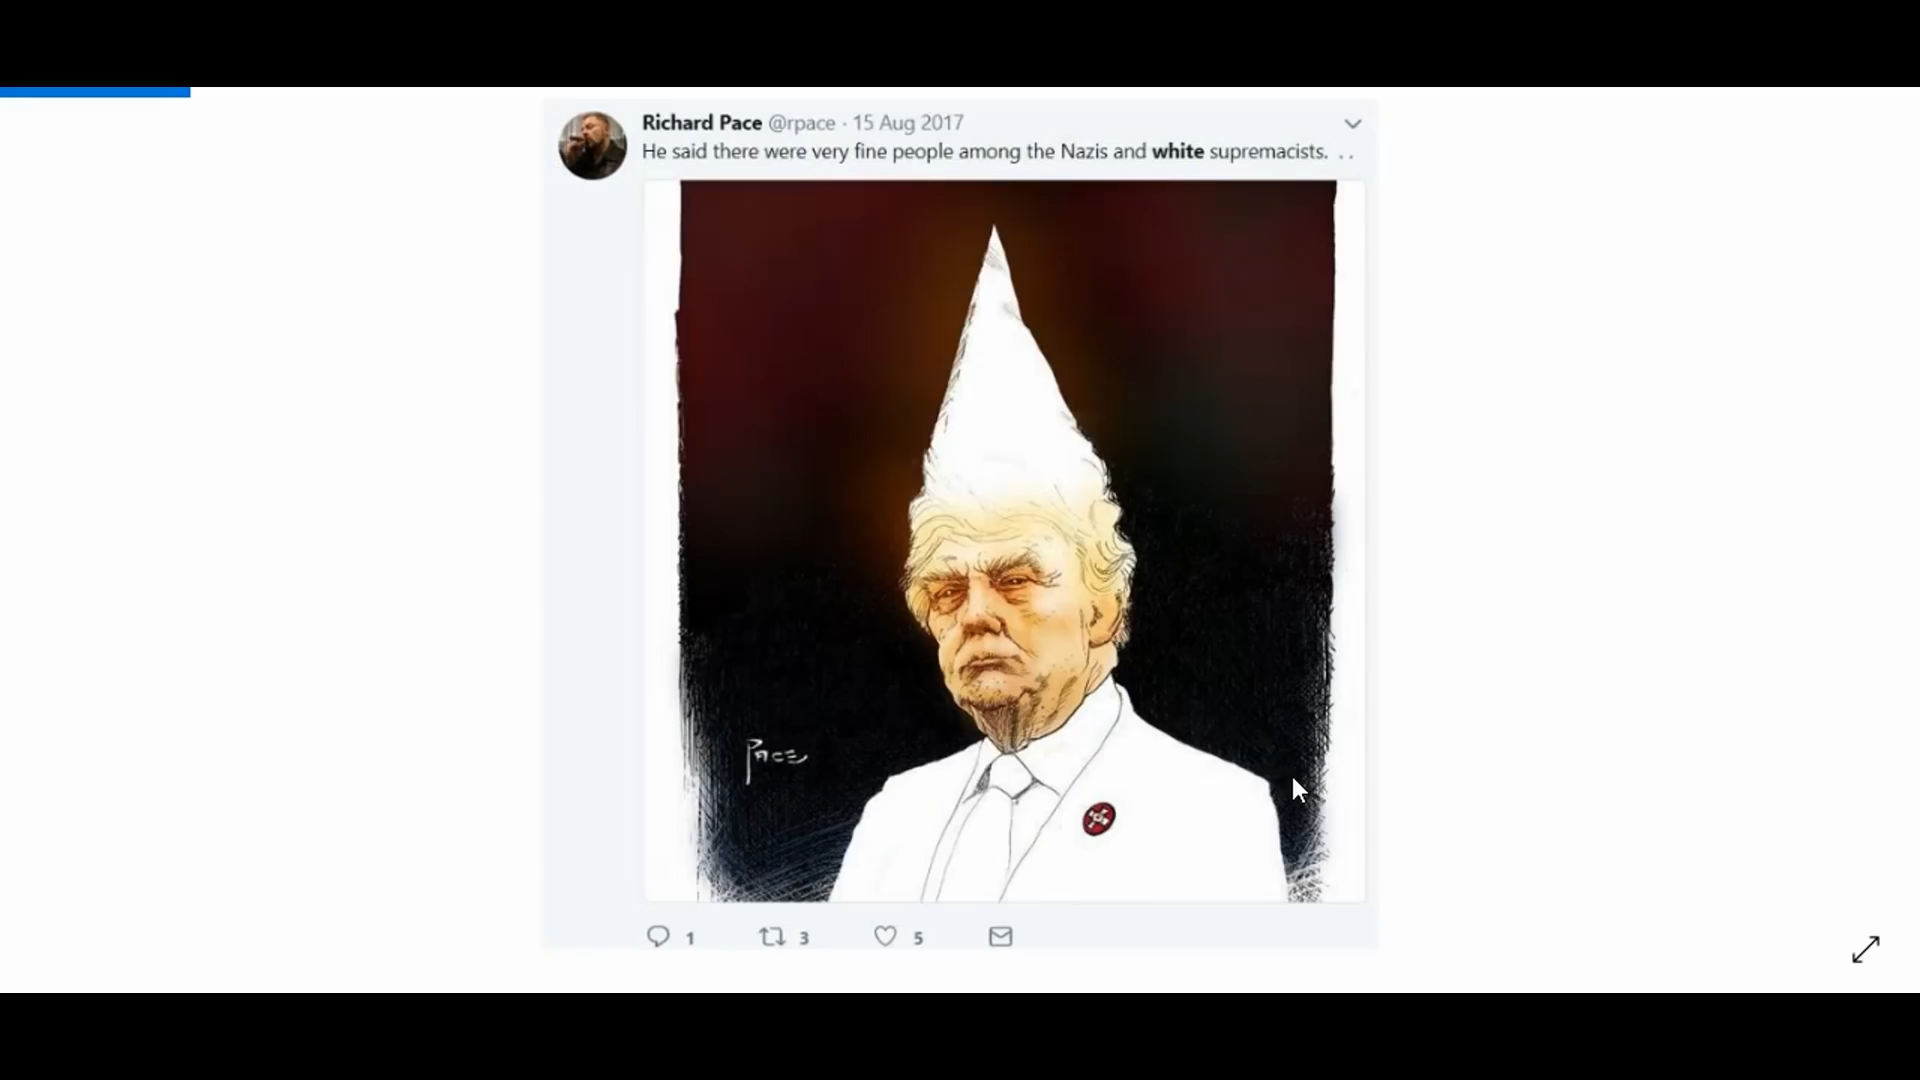 Richard Pace @rpace · 15 Aug 2017
He said there were very fine people among the Nazis and white supremacists. . .
PACE
1 3 5